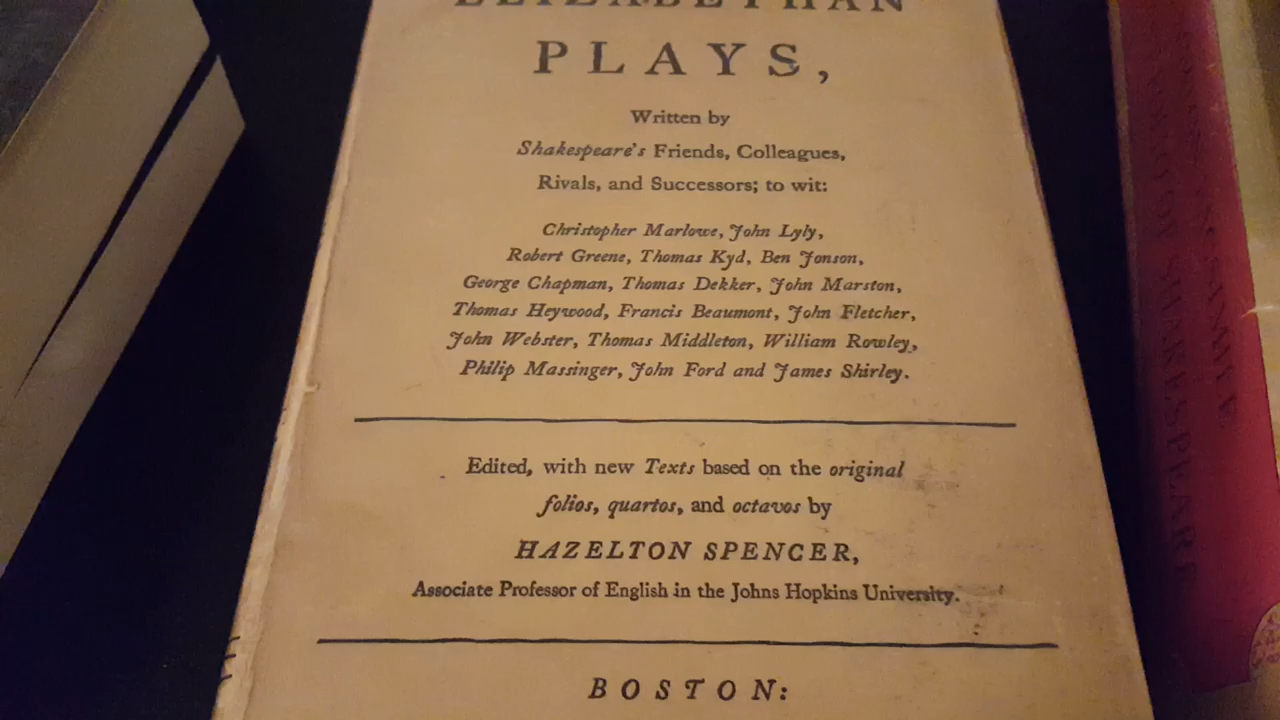 ELIZABETHAN
PLAYS,
Written by
Shakespeare's Friends, Colleagues,
Rivals, and Successors; to wit:
Christopher Marlowe, John Lyly,
Robert Greene, Thomas Kyd, Ben Jonson,
George Chapman, Thomas Dekker, John Marston,
Thomas Heywood, Francis Beaumont, John Fletcher,
John Webster, Thomas Middleton, William Rowley,
Philip Massinger, John Ford and James Shirley.
Edited, with new Texts based on the original
folios, quartos, and octavos by
HAZELTON SPENCER,
Associate Professor of English in the Johns Hopkins University.
BOSTON:
SHAKESPEARE